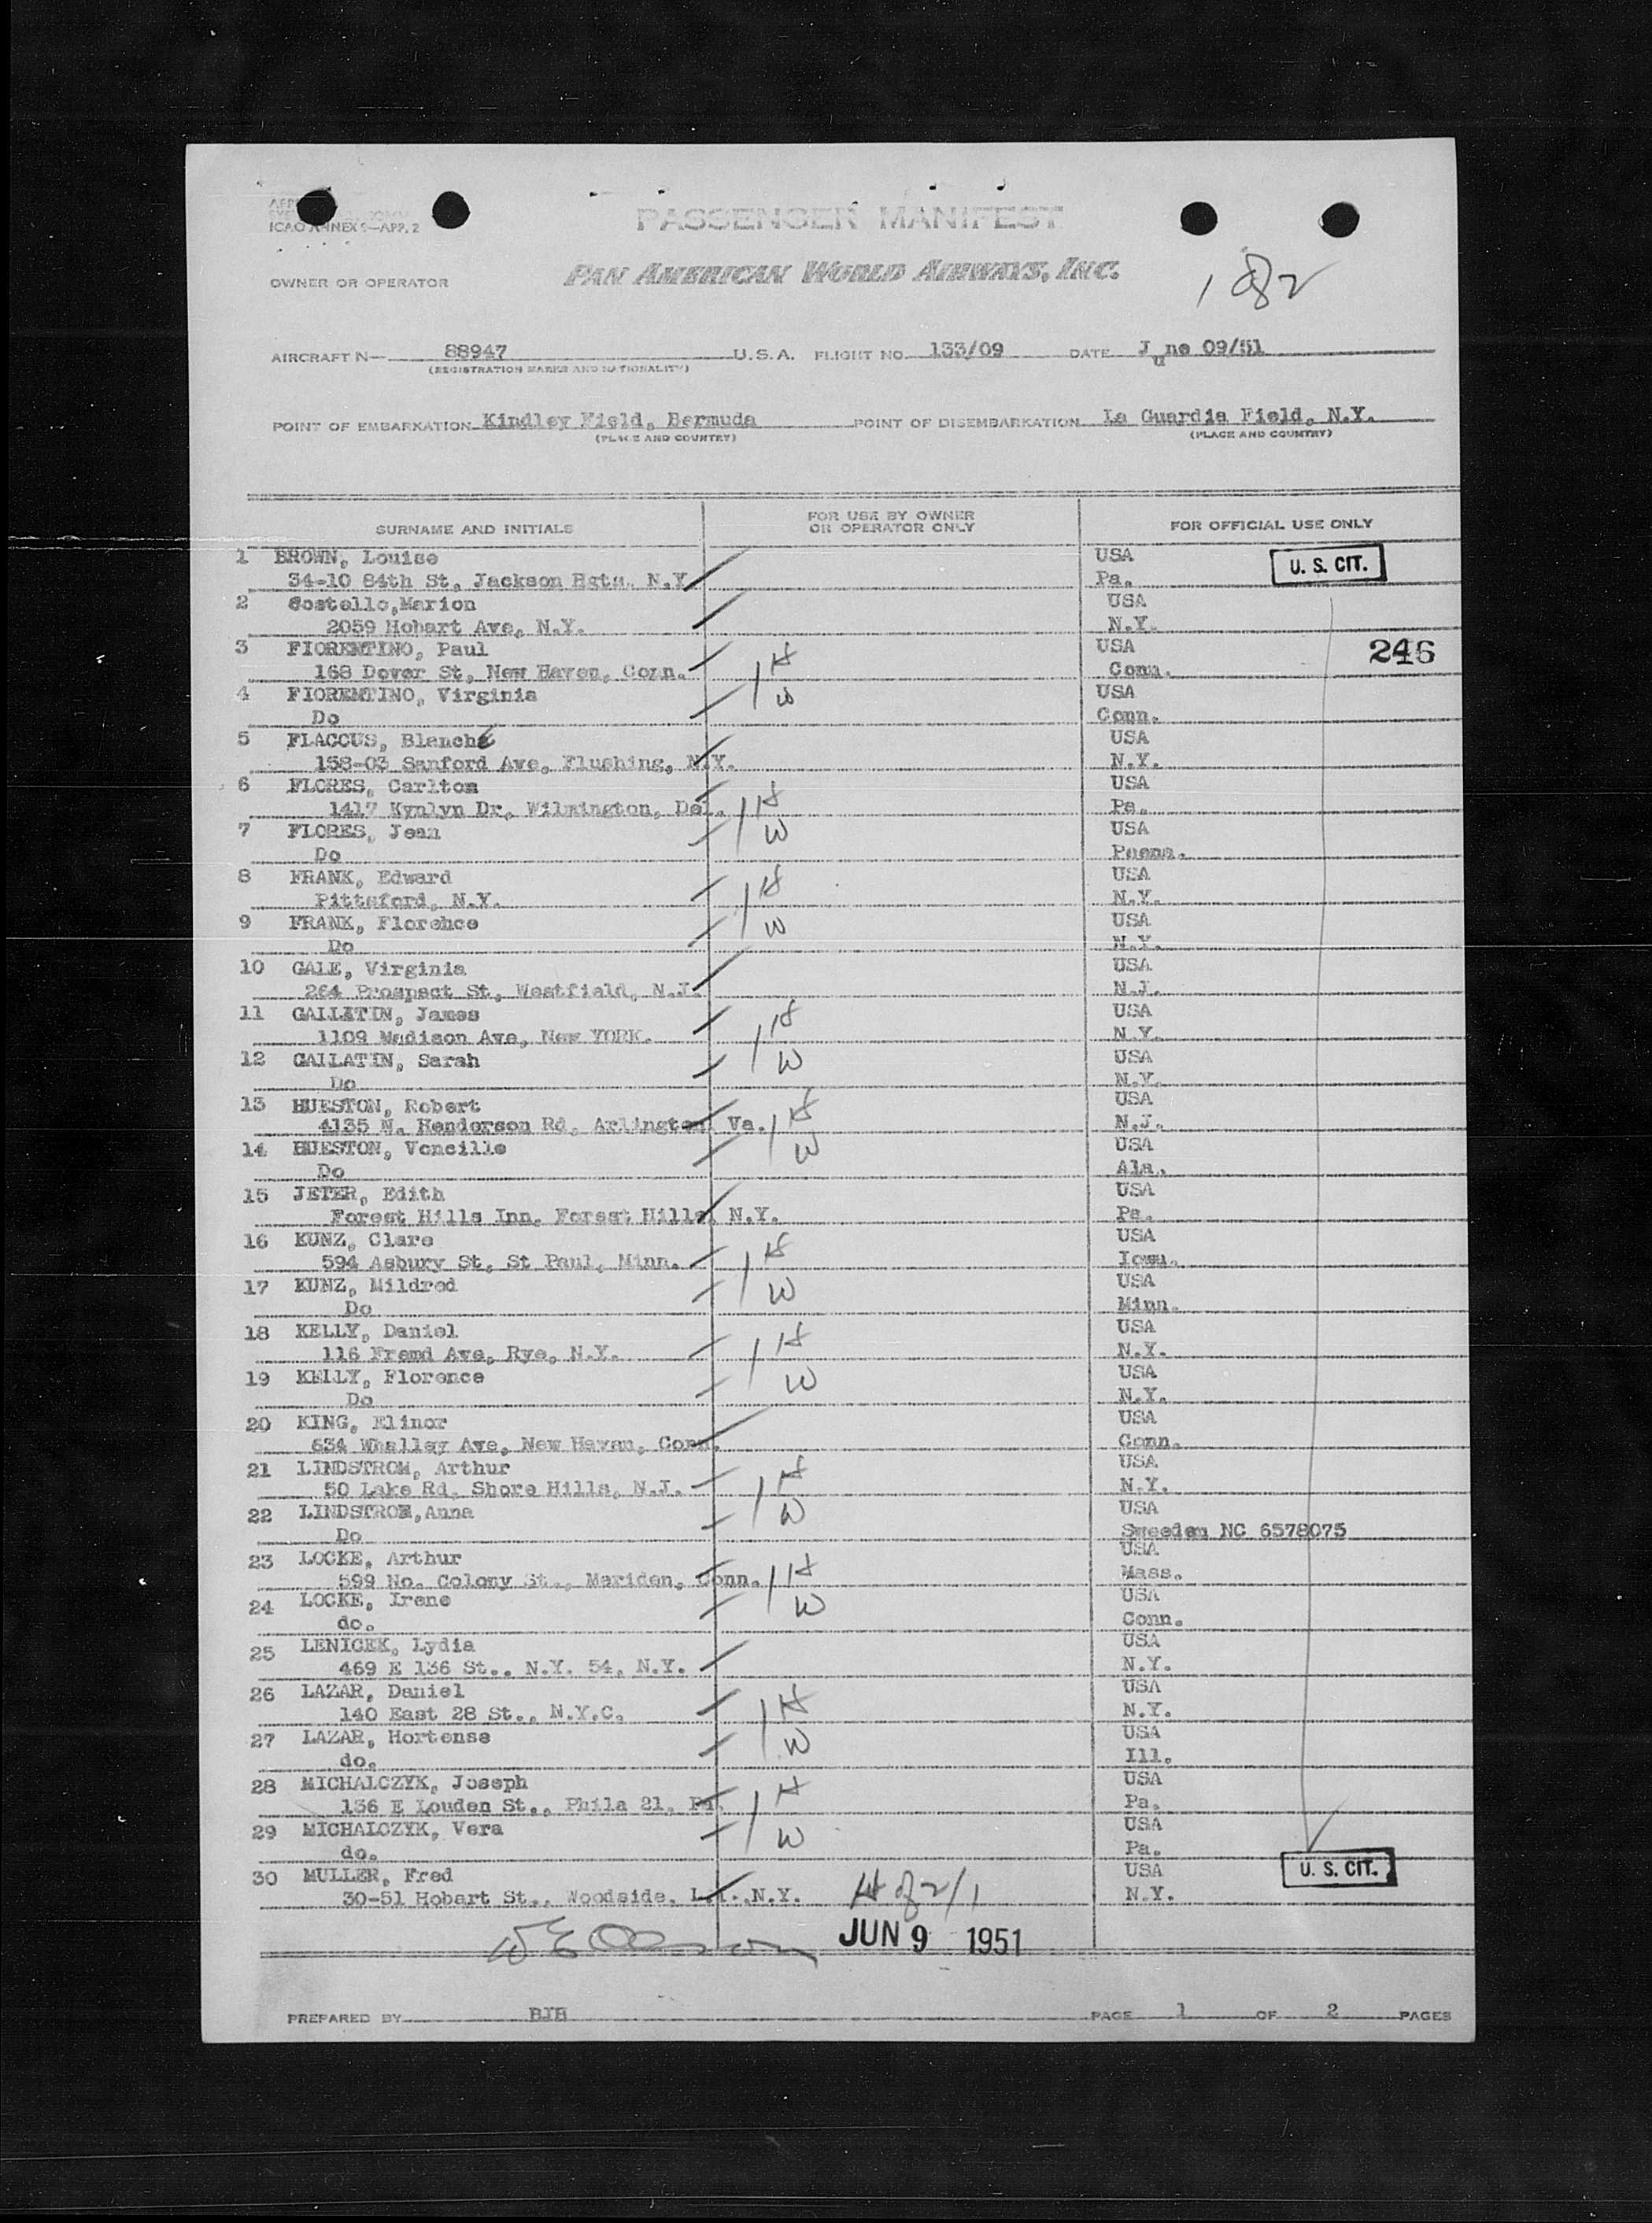 ICAO ANNEX 9—APP. 2
PASSENGER MANIFEST
OWNER OR OPERATOR PAN AMERICAN WORLD AIRWAYS, INC.
182
AIRCRAFT N— 88947 U.S.A. FLIGHT NO. 133/09 DATE June 09/51
(REGISTRATION MARKS AND NATIONALITY)
POINT OF EMBARKATION Kindley Field, Bermuda POINT OF DISEMBARKATION La Guardia Field, N.Y.
(PLACE AND COUNTRY) (PLACE AND COUNTRY)
SURNAME AND INITIALS FOR USE BY OWNER OR OPERATOR ONLY FOR OFFICIAL USE ONLY
1 BROWN, Louise USA U. S. CIT.
34-10 84th St, Jackson Hgts. N.Y Pa.
2 Costello,Marion USA
2059 Hobart Ave, N.Y. N.Y.
3 FIORENTINO, Paul USA 246
168 Dover St, New Haven, Conn. H Conn.
4 FIORENTINO, Virginia W USA
Do Conn.
5 FLACCUS, Blanche USA
158-03 Sanford Ave, Flushing, N.Y. N.Y.
6 FLORES, Carlton USA
1417 Kynlyn Dr, Wilmington, Del. H Pa.
7 FLORES, Jean W USA
Do Penna.
8 FRANK, Edward H USA
Pittsford, N.Y. N.Y.
9 FRANK, Florence W USA
Do N.Y.
10 GALE, Virginia USA
264 Prospect St, Westfield, N.J. N.J.
11 GALLATIN, James H USA
1109 Madison Ave, New YORK. N.Y.
12 GALLATIN, Sarah W USA
Do N.Y.
13 HUESTON, Robert H USA
4135 N. Henderson Rd, Arlington Va. N.J.
14 HUESTON, Voncille W USA
Do Ala.
15 JETER, Edith USA
Forest Hills Inn, Forest Hills, N.Y. Pa.
16 KUNZ, Clare H USA
594 Asbury St, St Paul, Minn. Iowa.
17 KUNZ, Mildred W USA
Do Minn.
18 KELLY, Daniel H USA
116 Fremd Ave, Rye, N.Y. N.Y.
19 KELLY, Florence W USA
Do N.Y.
20 KING, Elinor USA
634 Whalley Ave, New Haven, Conn. Conn.
21 LINDSTROM, Arthur H USA
50 Lake Rd, Shore Hills, N.J. N.Y.
22 LINDSTROM,Anna W USA
Do Sweeden NC 6578075
23 LOCKE, Arthur H USA
599 No. Colony St., Meriden, Conn. Mass.
24 LOCKE, Irene W USA
do. Conn.
25 LENICEK, Lydia USA
469 E 136 St., N.Y. 54, N.Y. N.Y.
26 LAZAR, Daniel H USA
140 East 28 St., N.Y.C. N.Y.
27 LAZAR, Hortense W USA
do. Ill.
28 MICHALCZYK, Joseph H USA
136 E Louden St., Phila 21, Pa. Pa.
29 MICHALCZYK, Vera W USA
do. Pa.
30 MULLER, Fred USA U. S. CIT.
30-51 Hobart St., Woodside, L.I.,N.Y. H of 2/1 N.Y.
JUN 9 1951
PREPARED BY BJB PAGE 1 OF 2 PAGES